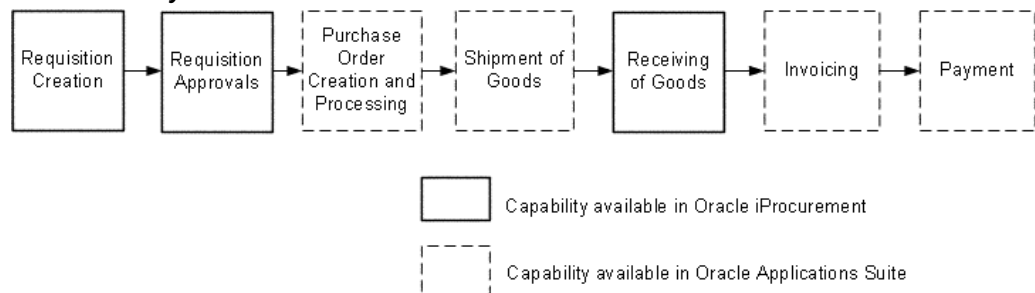 Requisition
Creation
Requisition
Approvals
Purchase
Order
Creation and
Processing
Shipment of
Goods
Receiving
of Goods
Invoicing
Payment
Capability available in Oracle iProcurement
Capability available in Oracle Applications Suite